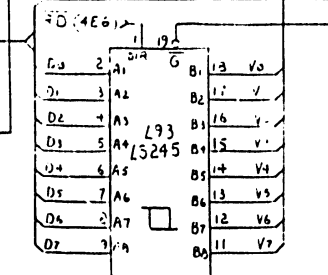 RD (4E6)
1 19
DIR G
D0 2 A1 B1 18 V0
D1 3 A2 B2 17 V
D2 4 A3 B3 16 V
D3 5 A4 B4 15 V
D4 6 A5 B5 14 V4
D5 7 A6 B6 13 V5
D6 8 A7 B7 12 V6
D7 9 A8 B8 11 V7
L93
LS245